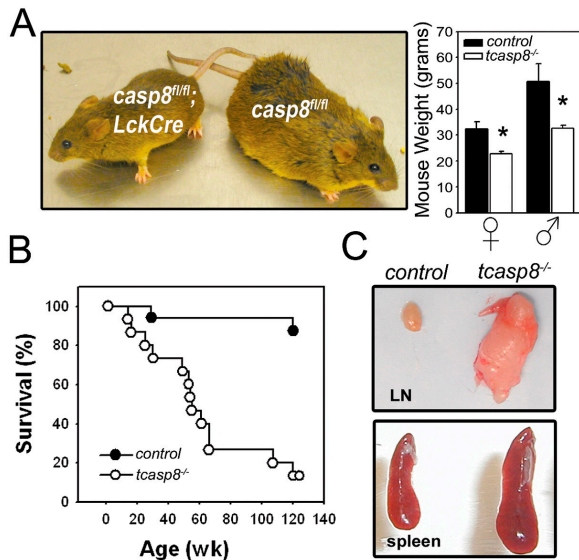 A
casp8fl/fl;
LckCre
casp8fl/fl
Mouse Weight (grams)
70
60
50
40
30
20
10
0
control
tcasp8-/-
*
*
♀
♂
B
Survival (%)
100
80
60
40
20
control
tcasp8-/-
0
20
40
60
80
100
120
140
Age (wk)
C
control
tcasp8-/-
LN
spleen